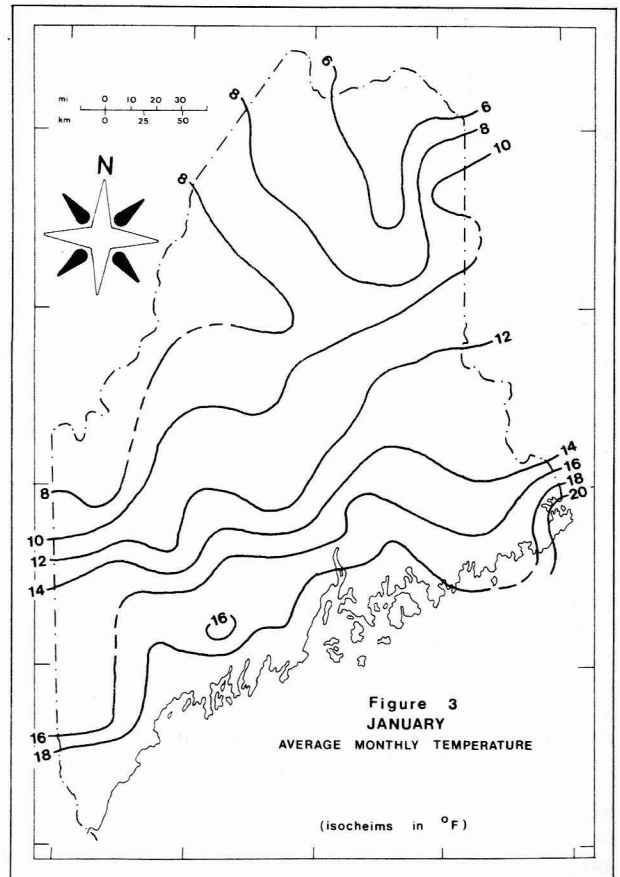 6
8
8
mi 0 10 20 30
km 0 25 50
N
6
8
10
12
14
16
18
20
8
10
12
14
16
16
18
Figure 3
JANUARY
AVERAGE MONTHLY TEMPERATURE
(isocheims in °F)